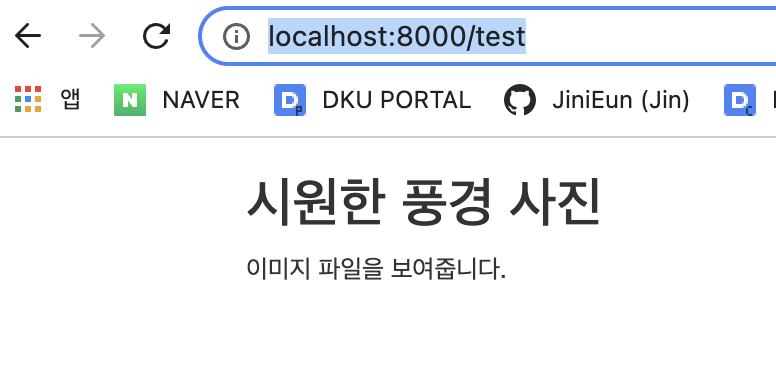 localhost:8000/test
앱 NAVER DKU PORTAL JiniEun (Jin)
시원한 풍경 사진
이미지 파일을 보여줍니다.